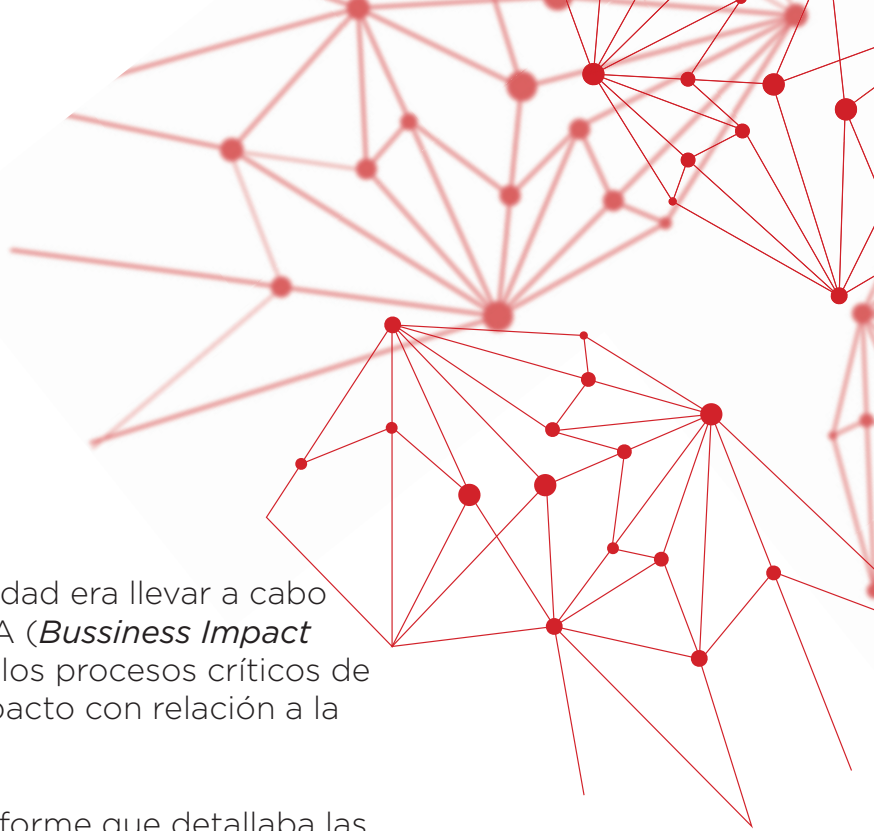 dad era llevar a cabo
A (Bussiness Impact
los procesos críticos de
pacto con relación a la
forme que detallaba las